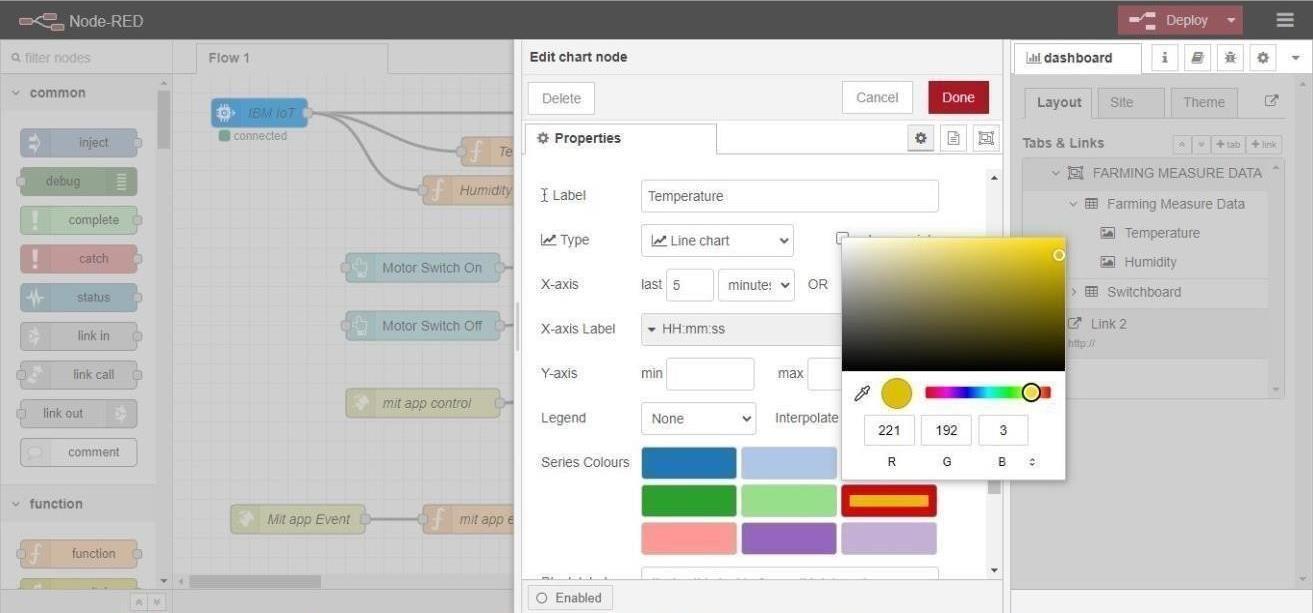 Node-RED
Deploy
filter nodes
Flow 1
Edit chart node
dashboard
common
Delete
Cancel
Done
Layout
Site
Theme
IBM IoT
connected
Properties
Tabs & Links
tab
link
inject
debug
complete
catch
status
link in
link call
link out
comment
function
function
Te
Humidity
Motor Switch On
Motor Switch Off
mit app control
Mit app Event
mit app e
Label
Temperature
Type
Line chart
X-axis
last
5
minutes
OR
X-axis Label
HH:mm:ss
Y-axis
min
max
Legend
None
Interpolate
Series Colours
221
192
3
R
G
B
Enabled
FARMING MEASURE DATA
Farming Measure Data
Temperature
Humidity
Switchboard
Link 2
http://